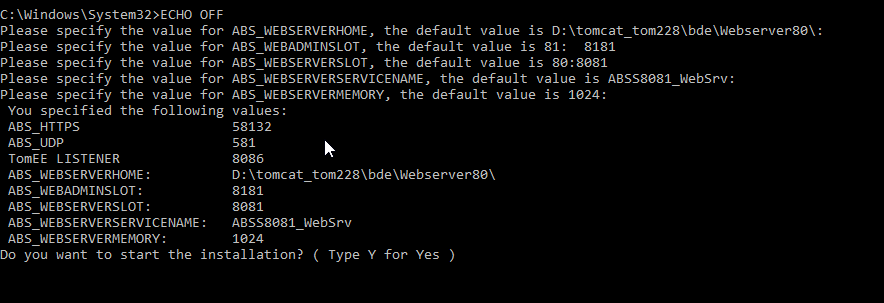 C:\Windows\System32>ECHO OFF
Please specify the value for ABS_WEBSERVERHOME, the default value is D:\tomcat_tom228\bde\Webserver80\:
Please specify the value for ABS_WEBADMINSLOT, the default value is 81:  8181
Please specify the value for ABS_WEBSERVERSLOT, the default value is 80:8081
Please specify the value for ABS_WEBSERVERSERVICENAME, the default value is ABSS8081_WebSrv:
Please specify the value for ABS_WEBSERVERMEMORY, the default value is 1024:
You specified the following values:
ABS_HTTPS 58132
ABS_UDP 581
TomEE LISTENER 8086
ABS_WEBSERVERHOME: D:\tomcat_tom228\bde\Webserver80\
ABS_WEBADMINSLOT: 8181
ABS_WEBSERVERSLOT: 8081
ABS_WEBSERVERSERVICENAME: ABSS8081_WebSrv
ABS_WEBSERVERMEMORY: 1024
Do you want to start the installation? ( Type Y for Yes )